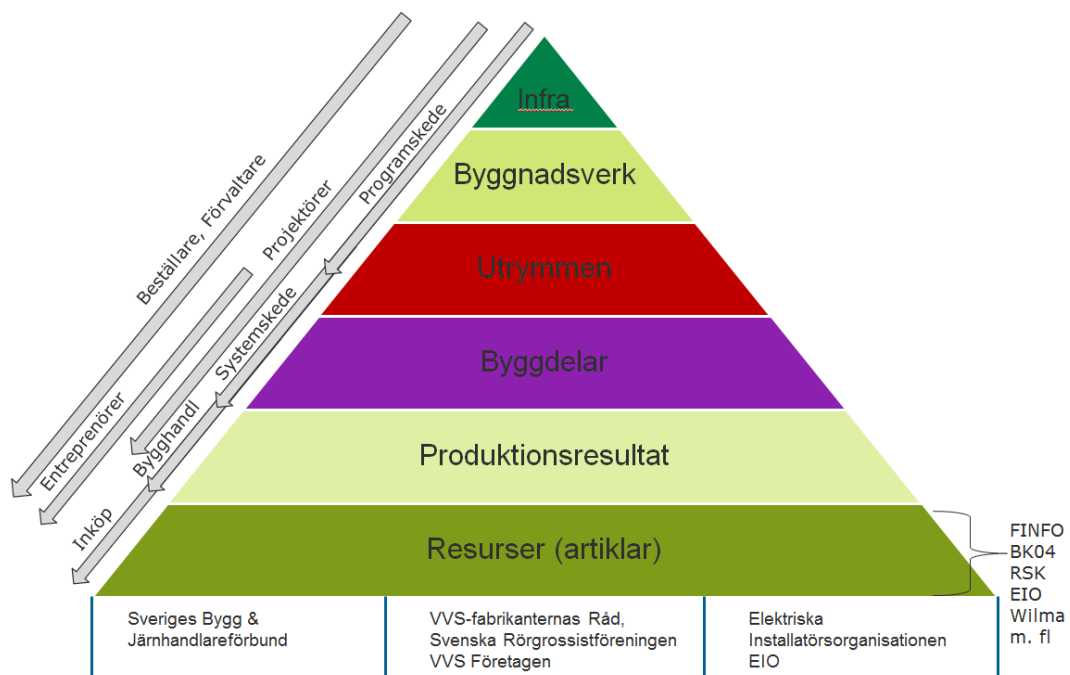 Infra
Byggnadsverk
Utrymmen
Byggdelar
Produktionsresultat
Resurser (artiklar)
Beställare, Förvaltare
Projektörer
Programskede
Entreprenörer
Systemskede
Bygghandl
Inköp
FINFO
BK04
RSK
EIO
Wilma
m. fl
Sveriges Bygg &
Järnhandlareförbund
VVS-fabrikanternas Råd,
Svenska Rörgrossistföreningen
VVS Företagen
Elektriska
Installatörsorganisationen
EIO